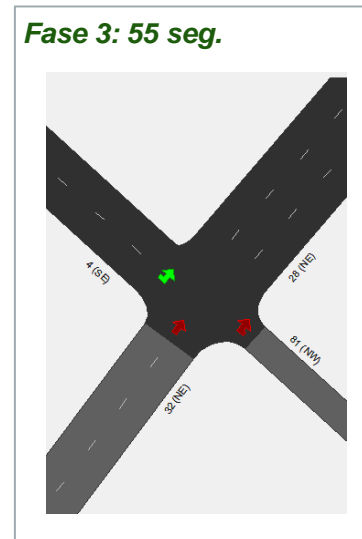 Fase 3: 55 seg.
4 (SE)
28 (NE)
81 (NW)
32 (NE)